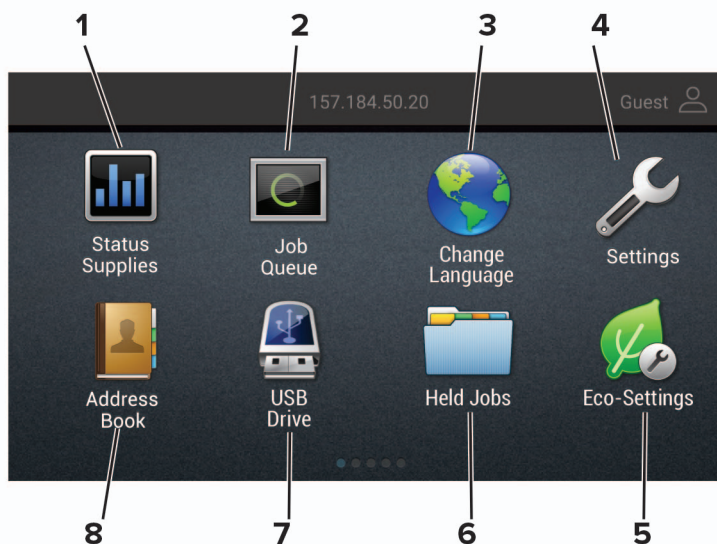 1 2 3 4
157.184.50.20 Guest
Status
Supplies
Job
Queue
Change
Language
Settings
Address
Book
USB
Drive
Held Jobs
Eco-Settings
8 7 6 5